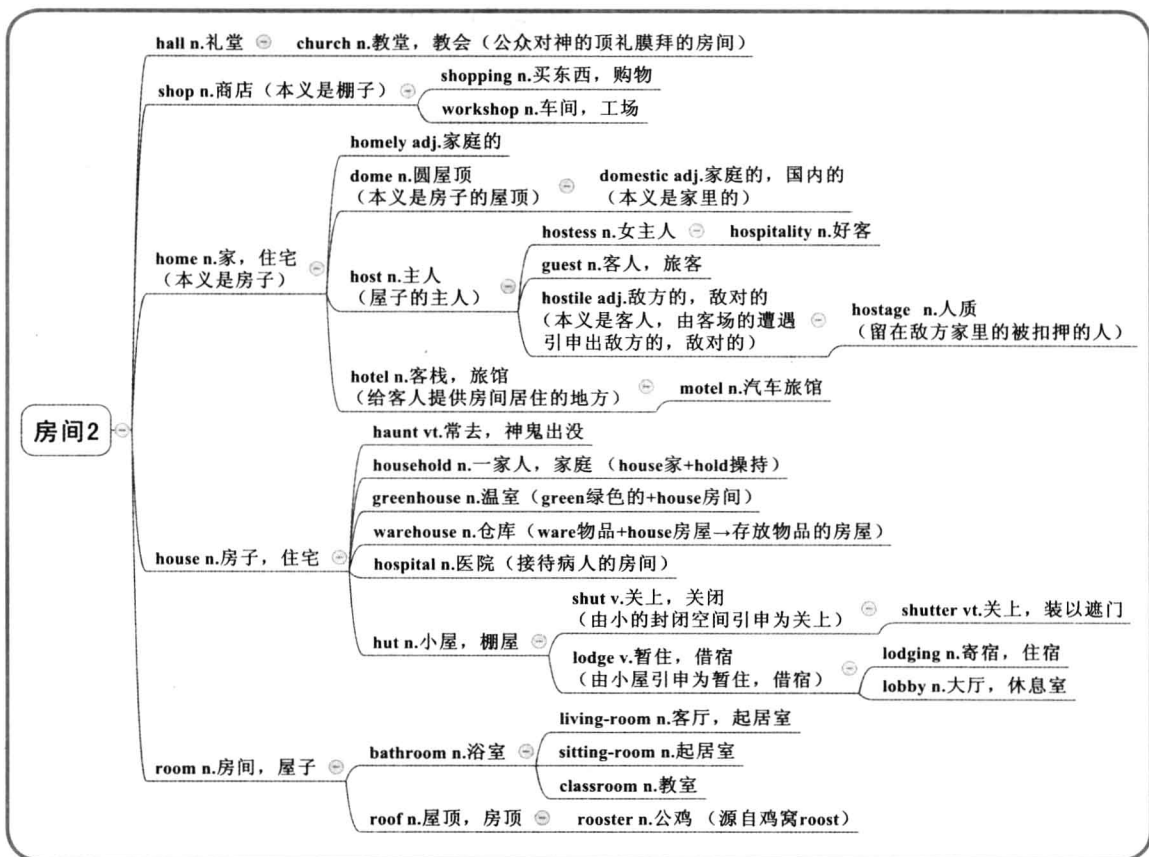 房间2
hall n.礼堂
church n.教堂，教会（公众对神的顶礼膜拜的房间）
shop n.商店（本义是棚子）
shopping n.买东西，购物
workshop n.车间，工场
home n.家，住宅
（本义是房子）
homely adj.家庭的
dome n.圆屋顶
（本义是房子的屋顶）
domestic adj.家庭的，国内的
（本义是家里的）
host n.主人
（屋子的主人）
hostess n.女主人
hospitality n.好客
guest n.客人，旅客
hostile adj.敌方的，敌对的
（本义是客人，由客场的遭遇
引申出敌方的，敌对的）
hostage n.人质
（留在敌方家里的被扣押的人）
hotel n.客栈，旅馆
（给客人提供房间居住的地方）
motel n.汽车旅馆
house n.房子，住宅
haunt vt.常去，神鬼出没
household n.一家人，家庭 （house家+hold操持）
greenhouse n.温室（green绿色的+house房间）
warehouse n.仓库（ware物品+house房屋→存放物品的房屋）
hospital n.医院（接待病人的房间）
hut n.小屋，棚屋
shut v.关上，关闭
（由小的封闭空间引申为关上）
shutter vt.关上，装以遮门
lodge v.暂住，借宿
（由小屋引申为暂住，借宿）
lodging n.寄宿，住宿
lobby n.大厅，休息室
room n.房间，屋子
bathroom n.浴室
living-room n.客厅，起居室
sitting-room n.起居室
classroom n.教室
roof n.屋顶，房顶
rooster n.公鸡 （源自鸡窝roost）